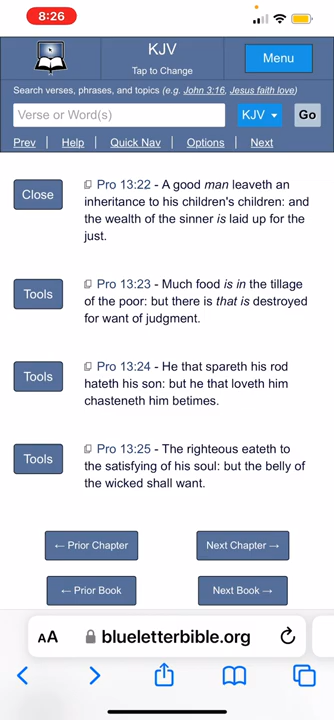 8:26
KJV
Tap to Change
Menu
Search verses, phrases, and topics (e.g. John 3:16, Jesus faith love)
Verse or Word(s)
KJV
Go
Prev | Help | Quick Nav | Options | Next
Close
Pro 13:22 - A good man leaveth an
inheritance to his children's children: and
the wealth of the sinner is laid up for the
just.
Tools
Pro 13:23 - Much food is in the tillage
of the poor: but there is that is destroyed
for want of judgment.
Tools
Pro 13:24 - He that spareth his rod
hateth his son: but he that loveth him
chasteneth him betimes.
Tools
Pro 13:25 - The righteous eateth to
the satisfying of his soul: but the belly of
the wicked shall want.
← Prior Chapter
Next Chapter →
← Prior Book
Next Book →
AA
blueletterbible.org